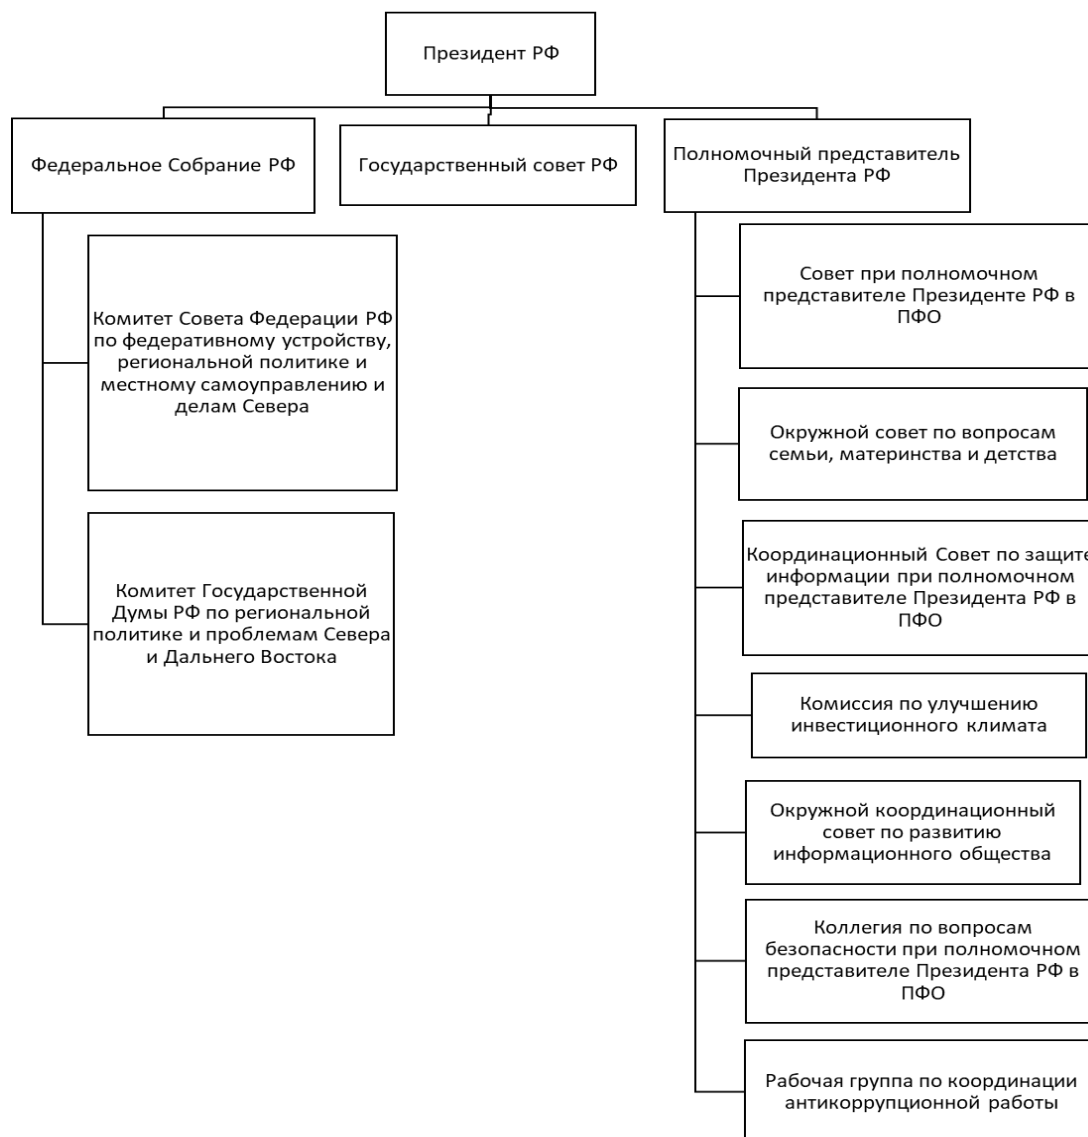 Президент РФ
Федеральное Собрание РФ
Государственный совет РФ
Полномочный представитель
Президента РФ
Комитет Совета Федерации РФ
по федеративному устройству,
региональной политике и
местному самоуправлению и
делам Севера
Комитет Государственной
Думы РФ по региональной
политике и проблемам Севера
и Дальнего Востока
Совет при полномочном
представителе Президенте РФ в
ПФО
Окружной совет по вопросам
семьи, материнства и детства
Координационный Совет по защите
информации при полномочном
представителе Президента РФ в
ПФО
Комиссия по улучшению
инвестиционного климата
Окружной координационный
совет по развитию
информационного общества
Коллегия по вопросам
безопасности при полномочном
представителе Президента РФ в
ПФО
Рабочая группа по координации
антикоррупционной работы